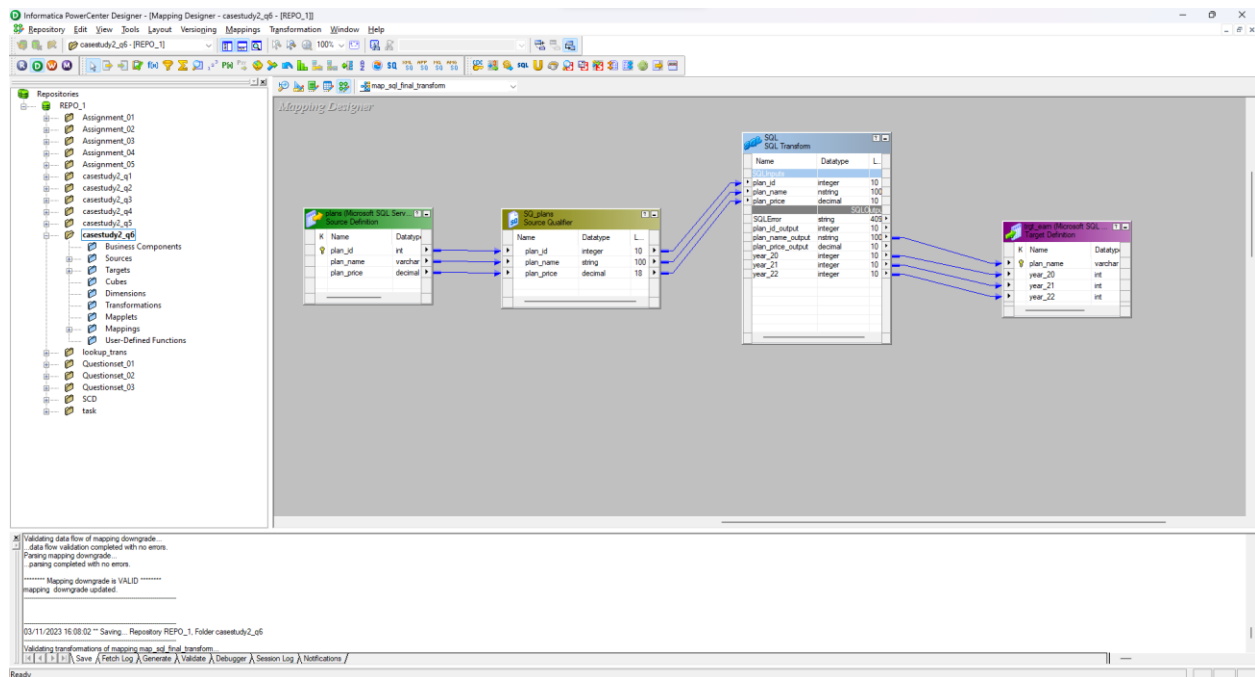 Informatica PowerCenter Designer - [Mapping Designer - casestudy2_q6 - [REPO_1]]
Repository Edit View Tools Layout Versioning Mappings Transformation Window Help
casestudy2_q6 - [REPO_1]
100%
map_sql_final_transform
Mapping Designer
Repositories
REPO_1
Assignment_01
Assignment_02
Assignment_03
Assignment_04
Assignment_05
casestudy2_q1
casestudy2_q2
casestudy2_q3
casestudy2_q4
casestudy2_q5
casestudy2_q6
Business Components
Sources
Targets
Cubes
Dimensions
Transformations
Mapplets
Mappings
User-Defined Functions
lookup_trans
Questionset_01
Questionset_02
Questionset_03
SCD
task
plans (Microsoft SQL Serv...
Source Definition
K Name Datatyp
plan_id int
plan_name varchar
plan_price decimal
SQ_plans
Source Qualifier
Name Datatype L...
plan_id integer 10
plan_name string 100
plan_price decimal 18
SQL
SQL Transform
Name Datatype L..
SQLInputs
plan_id integer 10
plan_name nstring 100
plan_price decimal 10
SQLOutpu
SQLError string 409
plan_id_output integer 10
plan_name_output nstring 100
plan_price_output decimal 10
year_20 integer 10
year_21 integer 10
year_22 integer 10
(Microsoft SQL ...
Target Definition
K Name Datatyp
plan_name varchar
year_20 int
year_21 int
year_22 int
Validating data flow of mapping downgrade...
...data flow validation completed with no errors.
Parsing mapping downgrade...
...parsing completed with no errors.
******** Mapping downgrade is VALID ********
mapping downgrade updated.
03/11/2023 16:08:02 ** Saving... Repository REPO_1, Folder casestudy2_q6
Validating transformations of mapping map_sql_final_transform...
Save Fetch Log Generate Validate Debugger Session Log Notifications
Ready